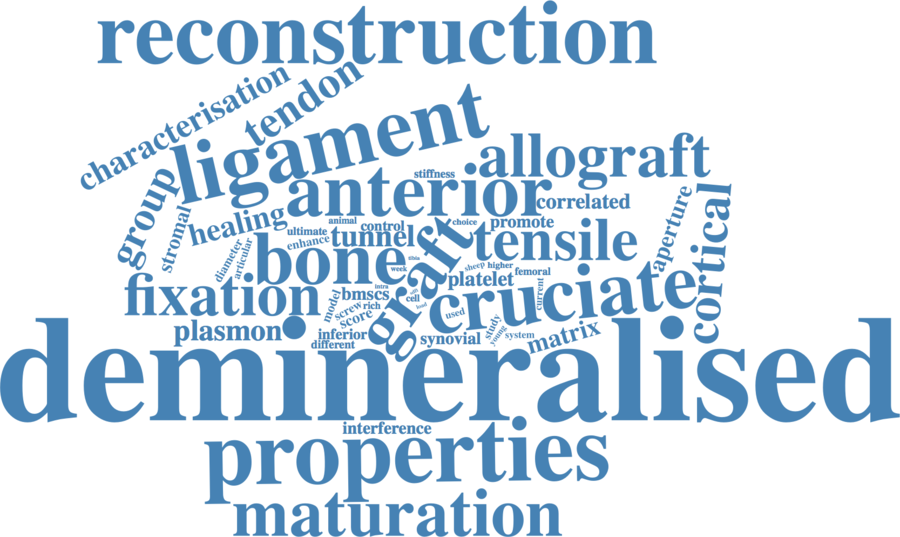 reconstruction
characterisation
tendon
ligament
allograft
stiffness
anterior
correlated
group
stromal
healing
animal
control
choice
promote
ultimate
enhance
tunnel
graft
tensile
aperture
cortical
diameter
articular
bone
week
tibia
sheep
higher
femoral
fixation
model
bmscs
intra
rich
screw
score
cell
load
platelet
cruciate
current
used
plasmon
inferior
different
synovial
study
young
system
matrix
demineralised
interference
properties
maturation